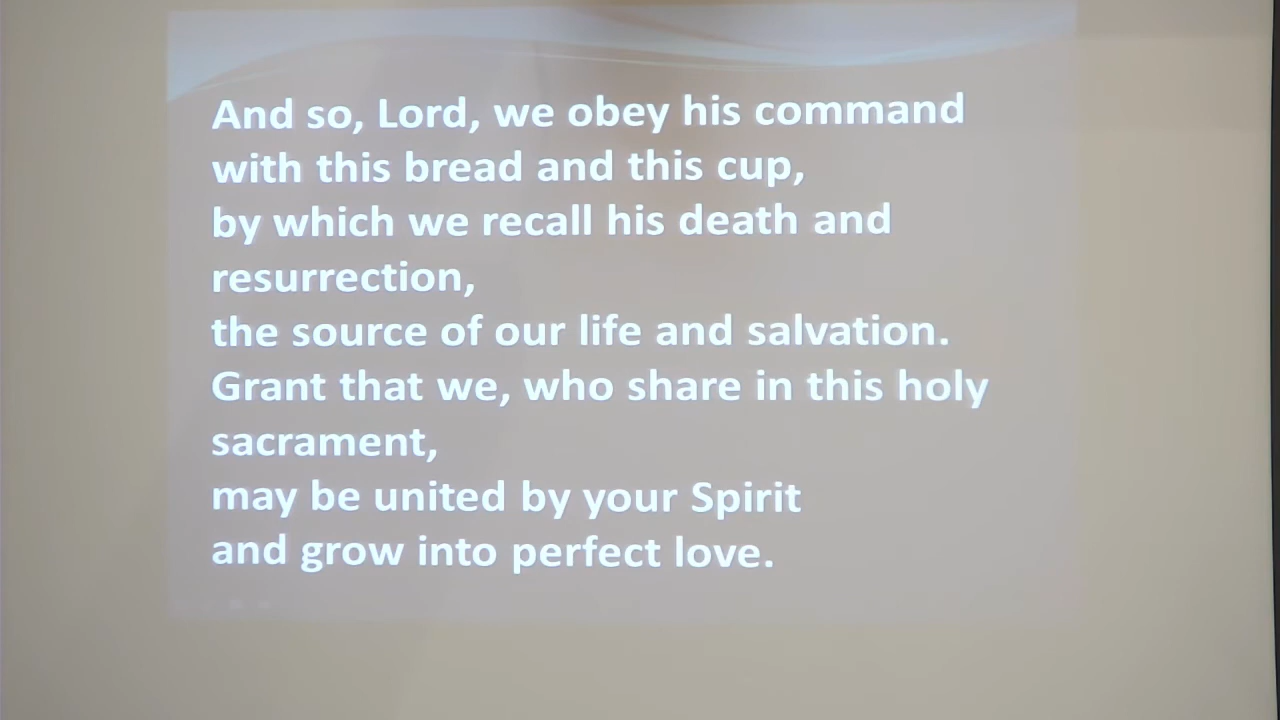 And so, Lord, we obey his command
with this bread and this cup,
by which we recall his death and
resurrection,
the source of our life and salvation.
Grant that we, who share in this holy
sacrament,
may be united by your Spirit
and grow into perfect love.